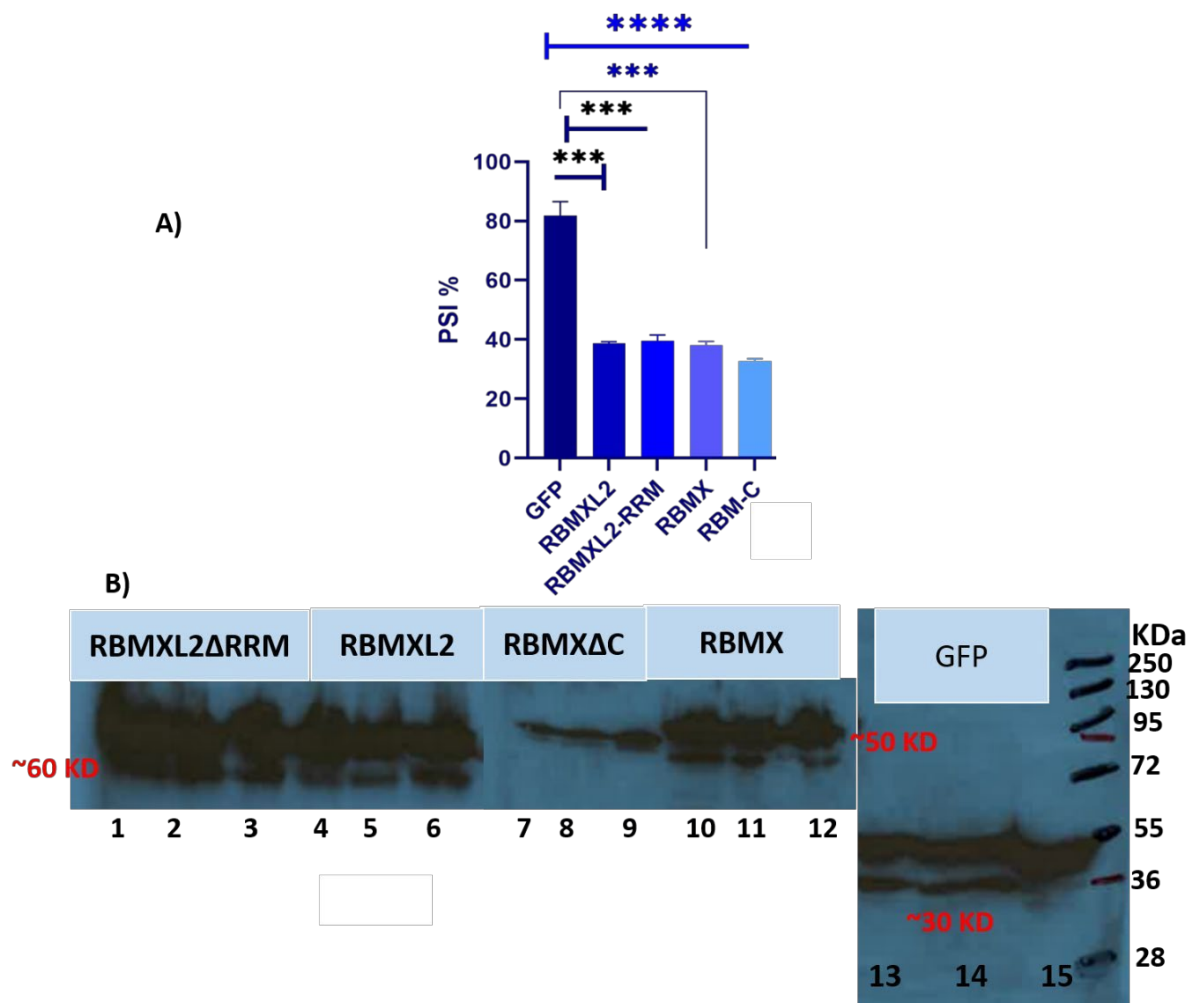 ****
***
***
***
A)
PSI %
100
80
60
40
20
0
GFP
RBMXL2
RBMXL2-RRM
RBMX
RBM-C
B)
RBMXL2ΔRRM
RBMXL2
RBMXΔC
RBMX
GFP
KDa
250
130
95
72
55
36
28
~60 KD
~50 KD
~30 KD
1 2 3 4 5 6 7 8 9 10 11 12
13 14 15